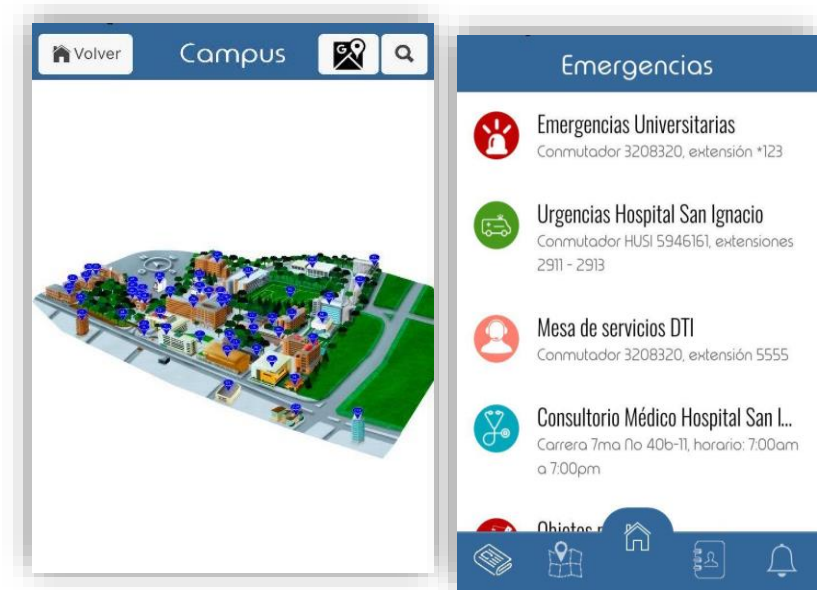 Volver
Campus
Emergencias
Emergencias Universitarias
Conmutador 3208320, extensión *123
Urgencias Hospital San Ignacio
Conmutador HUSI 5946161, extensiones
2911 - 2913
Mesa de servicios DTI
Conmutador 3208320, extensión 5555
Consultorio Médico Hospital San I...
Carrera 7ma No 40b-11, horario: 7:00am
a 7:00pm
Objetos